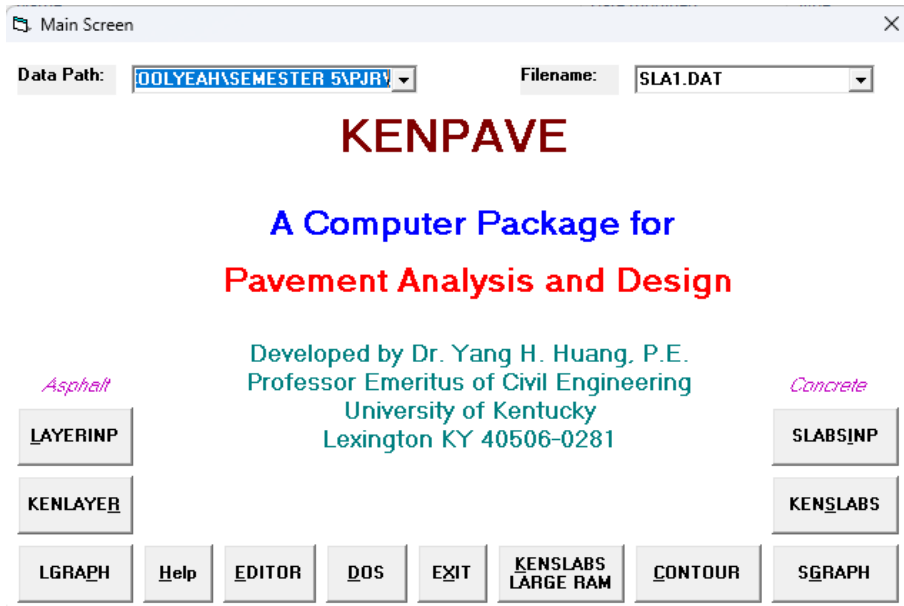 Main Screen
Data Path: OOLYEAH\SEMESTER 5\PJR\ Filename: SLA1.DAT
KENPAVE
A Computer Package for
Pavement Analysis and Design
Developed by Dr. Yang H. Huang, P.E.
Professor Emeritus of Civil Engineering
University of Kentucky
Lexington KY 40506-0281
Asphalt
Concrete
LAYERINP
SLABSINP
KENLAYER
KENSLABS
LGRAPH
Help
EDITOR
DOS
EXIT
KENSLABS
LARGE RAM
CONTOUR
SGRAPH